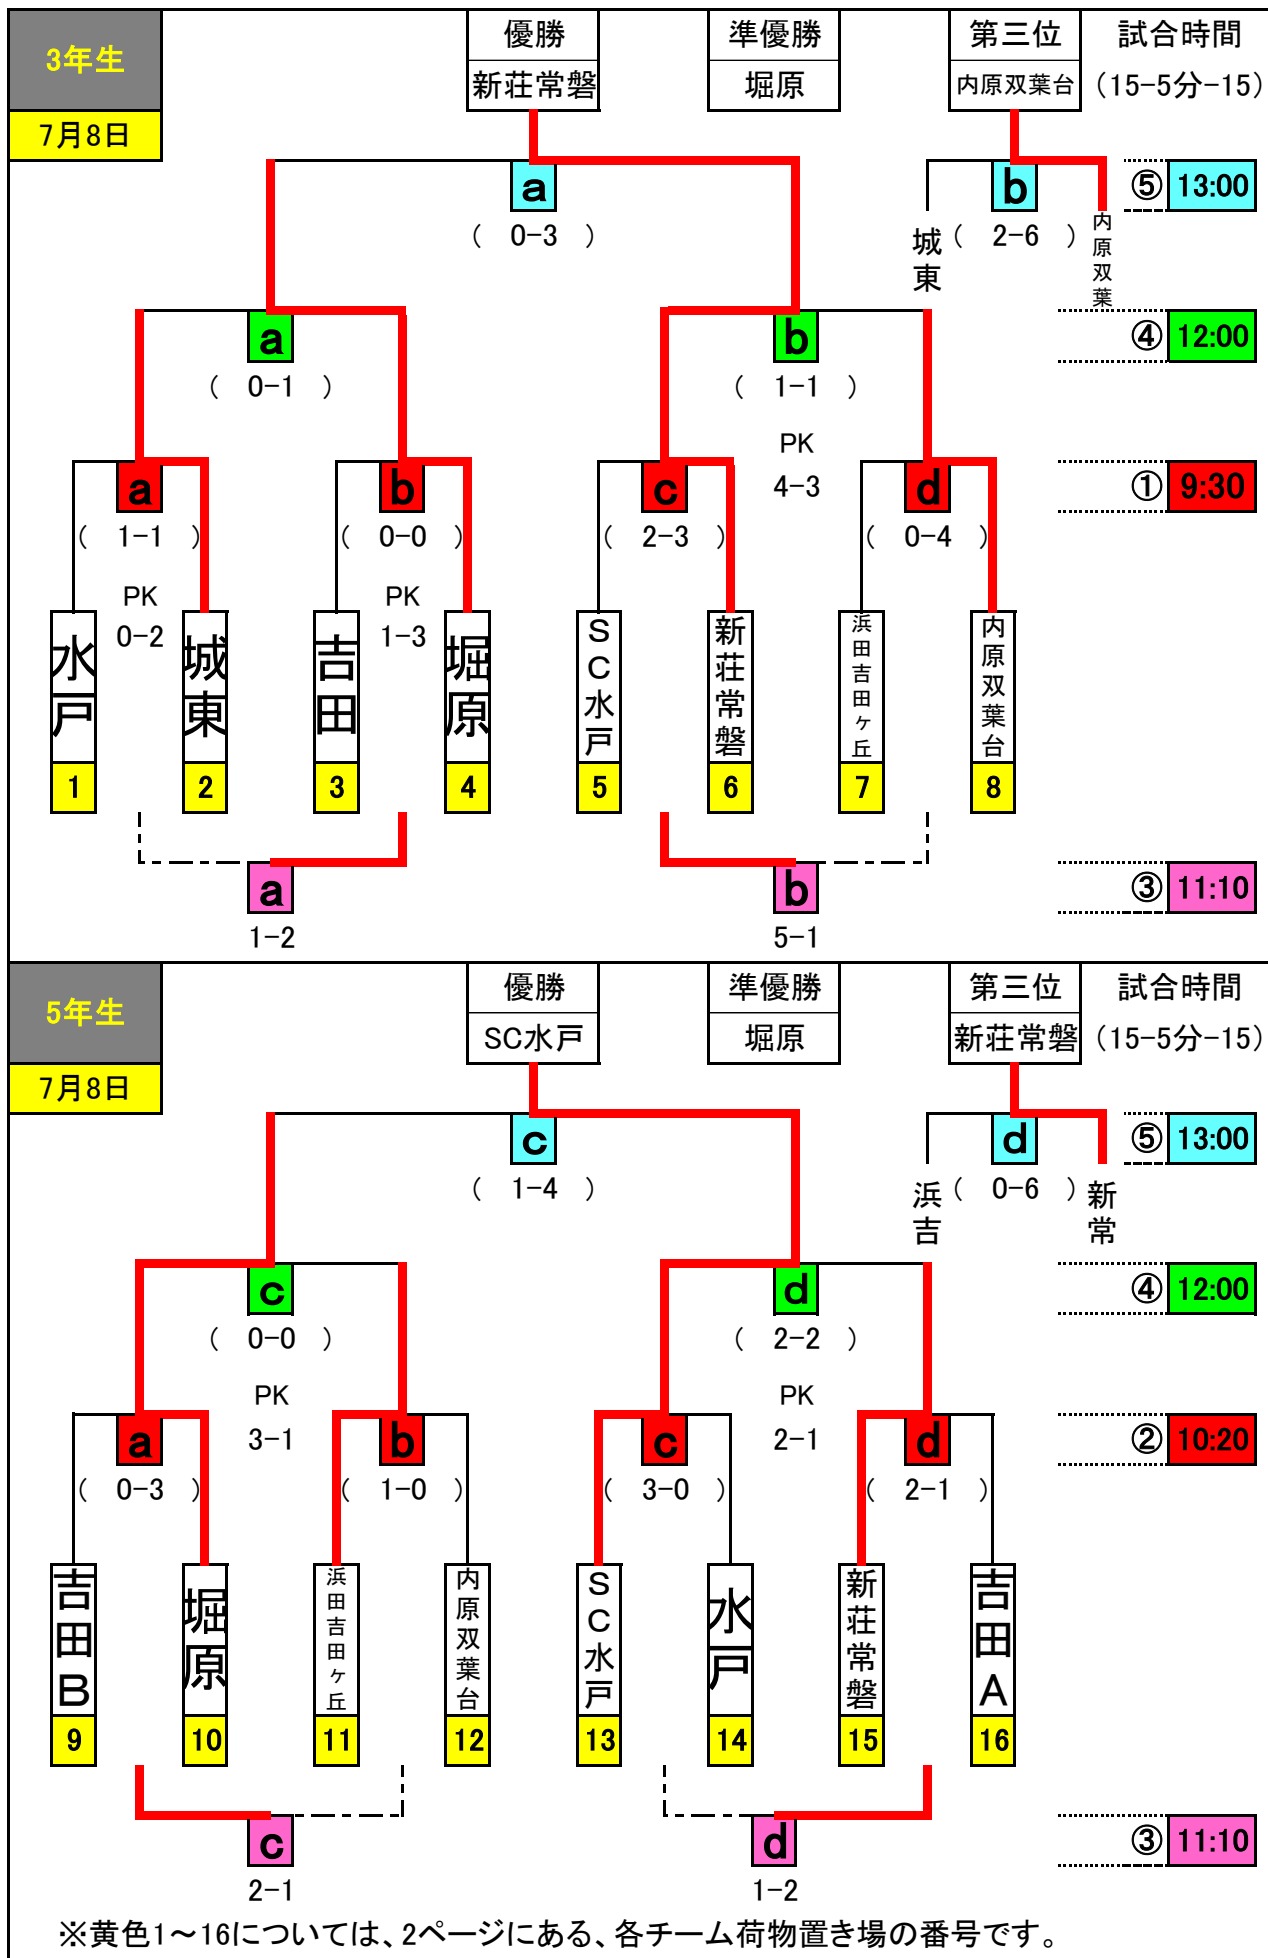 3年生
優勝
準優勝
第三位
試合時間
新荘常磐
堀原
内原双葉台
（15-5分-15）
7月8日
a
b
⑤ 13:00
（ 0-3 ）
城東
（ 2-6 ）
内原双葉
a
b
④ 12:00
（ 0-1 ）
（ 1-1 ）
PK
4-3
a
b
c
d
① 9:30
（ 1-1 ）
（ 0-0 ）
（ 2-3 ）
（ 0-4 ）
PK
PK
0-2
1-3
水戸
城東
吉田
堀原
SC水戸
新荘常磐
浜田吉田ヶ丘
内原双葉台
1
2
3
4
5
6
7
8
a
b
③ 11:10
1-2
5-1
5年生
優勝
準優勝
第三位
試合時間
SC水戸
堀原
新荘常磐
（15-5分-15）
7月8日
c
d
⑤ 13:00
（ 1-4 ）
浜吉
（ 0-6 ）
新常
c
d
④ 12:00
（ 0-0 ）
（ 2-2 ）
PK
PK
3-1
2-1
a
b
c
d
② 10:20
（ 0-3 ）
（ 1-0 ）
（ 3-0 ）
（ 2-1 ）
吉田B
堀原
浜田吉田ヶ丘
内原双葉台
SC水戸
水戸
新荘常磐
吉田A
9
10
11
12
13
14
15
16
c
d
③ 11:10
2-1
1-2
※黄色1～16については、2ページにある、各チーム荷物置き場の番号です。